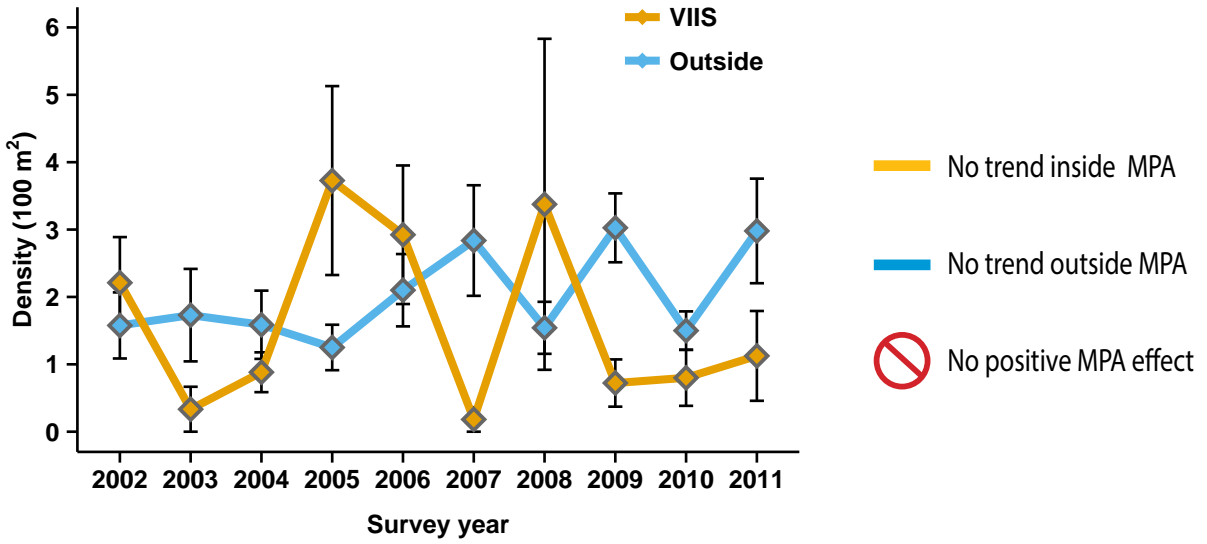 VIIS
Outside
6
5
4
3
2
1
0
Density (100 m²)
2002 2003 2004 2005 2006 2007 2008 2009 2010 2011
Survey year
No trend inside MPA
No trend outside MPA
No positive MPA effect